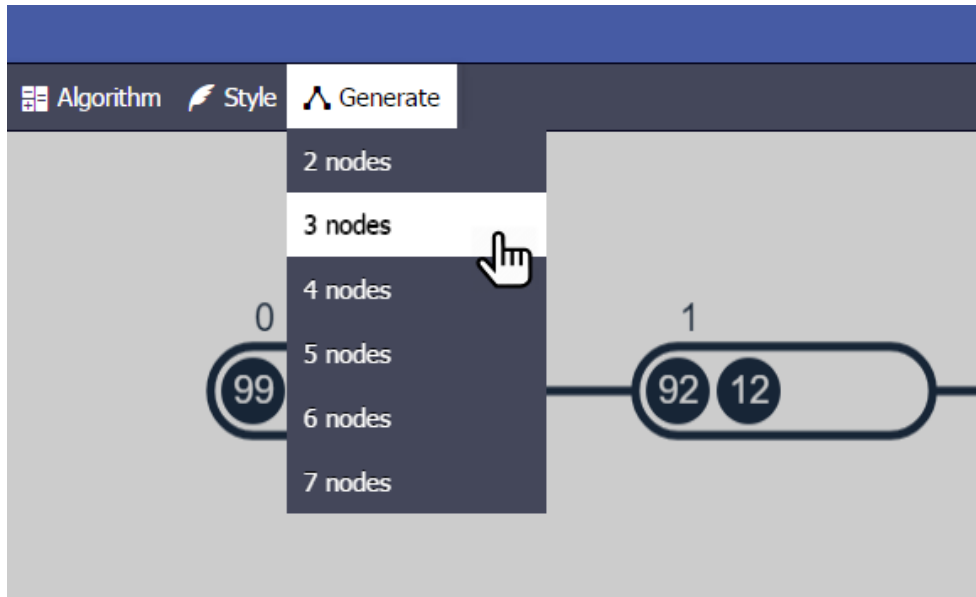 Algorithm Style Generate
2 nodes
3 nodes
4 nodes
0 1
5 nodes
99 92 12
6 nodes
7 nodes